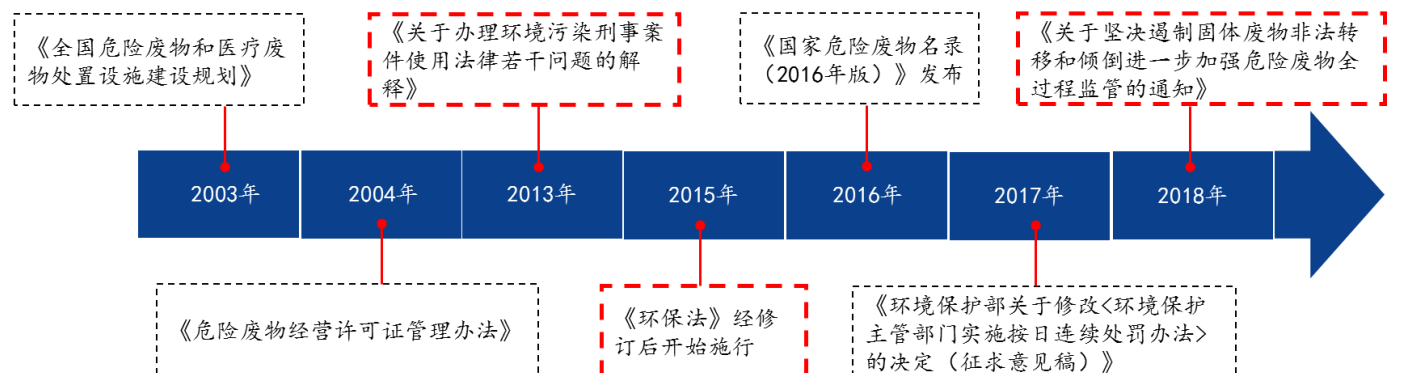 《全国危险废物和医疗废
物处置设施建设规划》
《关于办理环境污染刑事案
件使用法律若干问题的解
释》
《国家危险废物名录
（2016年版）》发布
《关于坚决遏制固体废物非法转
移和倾倒进一步加强危险废物全
过程监管的通知》
2003年
2004年
2013年
2015年
2016年
2017年
2018年
《危险废物经营许可证管理办法》
《环保法》经修
订后开始施行
《环境保护部关于修改<环境保护
主管部门实施按日连续处罚办法>
的决定（征求意见稿）》